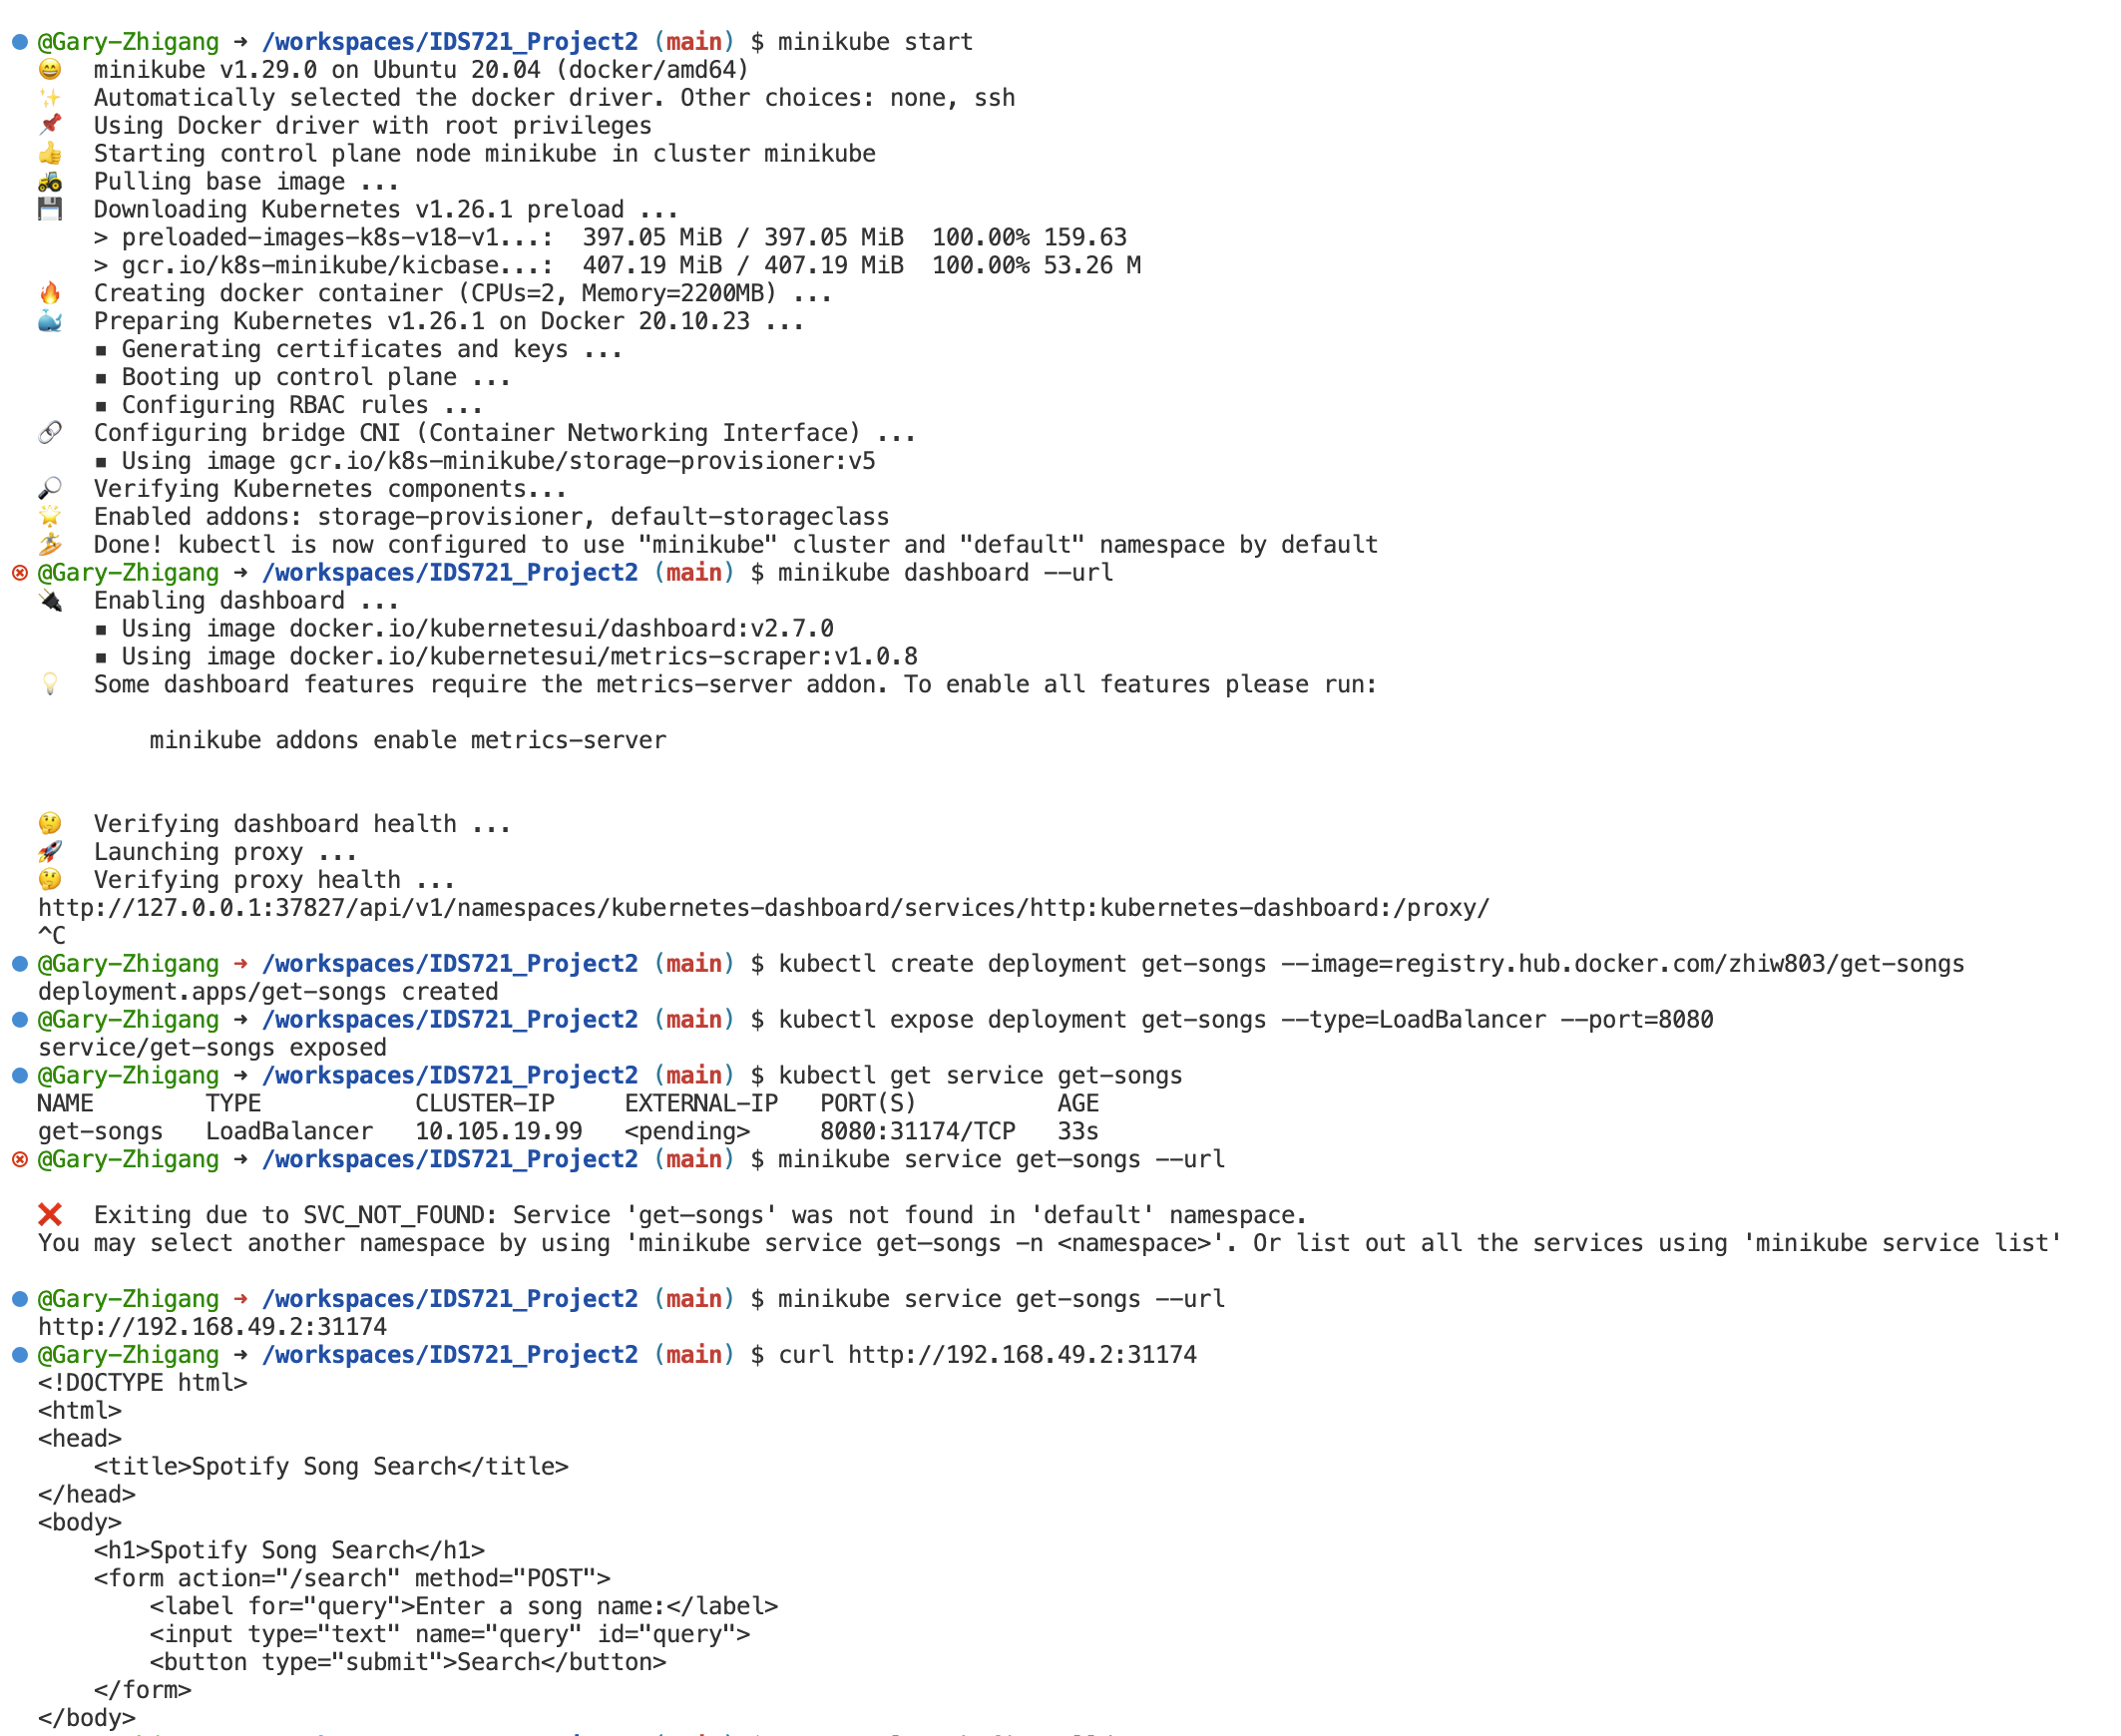 @Gary-Zhigang ➜ /workspaces/IDS721_Project2 (main) $ minikube start
😄  minikube v1.29.0 on Ubuntu 20.04 (docker/amd64)
✨  Automatically selected the docker driver. Other choices: none, ssh
📌  Using Docker driver with root privileges
👍  Starting control plane node minikube in cluster minikube
🚜  Pulling base image ...
💾  Downloading Kubernetes v1.26.1 preload ...
    > preloaded-images-k8s-v18-v1...:  397.05 MiB / 397.05 MiB  100.00% 159.63
    > gcr.io/k8s-minikube/kicbase...:  407.19 MiB / 407.19 MiB  100.00% 53.26 M
🔥  Creating docker container (CPUs=2, Memory=2200MB) ...
🐳  Preparing Kubernetes v1.26.1 on Docker 20.10.23 ...
    ▪ Generating certificates and keys ...
    ▪ Booting up control plane ...
    ▪ Configuring RBAC rules ...
🔗  Configuring bridge CNI (Container Networking Interface) ...
    ▪ Using image gcr.io/k8s-minikube/storage-provisioner:v5
🔎  Verifying Kubernetes components...
🌟  Enabled addons: storage-provisioner, default-storageclass
🏄  Done! kubectl is now configured to use "minikube" cluster and "default" namespace by default
@Gary-Zhigang ➜ /workspaces/IDS721_Project2 (main) $ minikube dashboard --url
🔌  Enabling dashboard ...
    ▪ Using image docker.io/kubernetesui/dashboard:v2.7.0
    ▪ Using image docker.io/kubernetesui/metrics-scraper:v1.0.8
💡  Some dashboard features require the metrics-server addon. To enable all features please run:
        minikube addons enable metrics-server
🤔  Verifying dashboard health ...
🚀  Launching proxy ...
🤔  Verifying proxy health ...
http://127.0.0.1:37827/api/v1/namespaces/kubernetes-dashboard/services/http:kubernetes-dashboard:/proxy/
^C
@Gary-Zhigang ➜ /workspaces/IDS721_Project2 (main) $ kubectl create deployment get-songs --image=registry.hub.docker.com/zhiw803/get-songs
deployment.apps/get-songs created
@Gary-Zhigang ➜ /workspaces/IDS721_Project2 (main) $ kubectl expose deployment get-songs --type=LoadBalancer --port=8080
service/get-songs exposed
@Gary-Zhigang ➜ /workspaces/IDS721_Project2 (main) $ kubectl get service get-songs
NAME        TYPE           CLUSTER-IP     EXTERNAL-IP   PORT(S)          AGE
get-songs   LoadBalancer   10.105.19.99   <pending>     8080:31174/TCP   33s
@Gary-Zhigang ➜ /workspaces/IDS721_Project2 (main) $ minikube service get-songs --url
❌  Exiting due to SVC_NOT_FOUND: Service 'get-songs' was not found in 'default' namespace.
You may select another namespace by using 'minikube service get-songs -n <namespace>'. Or list out all the services using 'minikube service list'
@Gary-Zhigang ➜ /workspaces/IDS721_Project2 (main) $ minikube service get-songs --url
http://192.168.49.2:31174
@Gary-Zhigang ➜ /workspaces/IDS721_Project2 (main) $ curl http://192.168.49.2:31174
<!DOCTYPE html>
<html>
<head>
    <title>Spotify Song Search</title>
</head>
<body>
    <h1>Spotify Song Search</h1>
    <form action="/search" method="POST">
        <label for="query">Enter a song name:</label>
        <input type="text" name="query" id="query">
        <button type="submit">Search</button>
    </form>
</body>